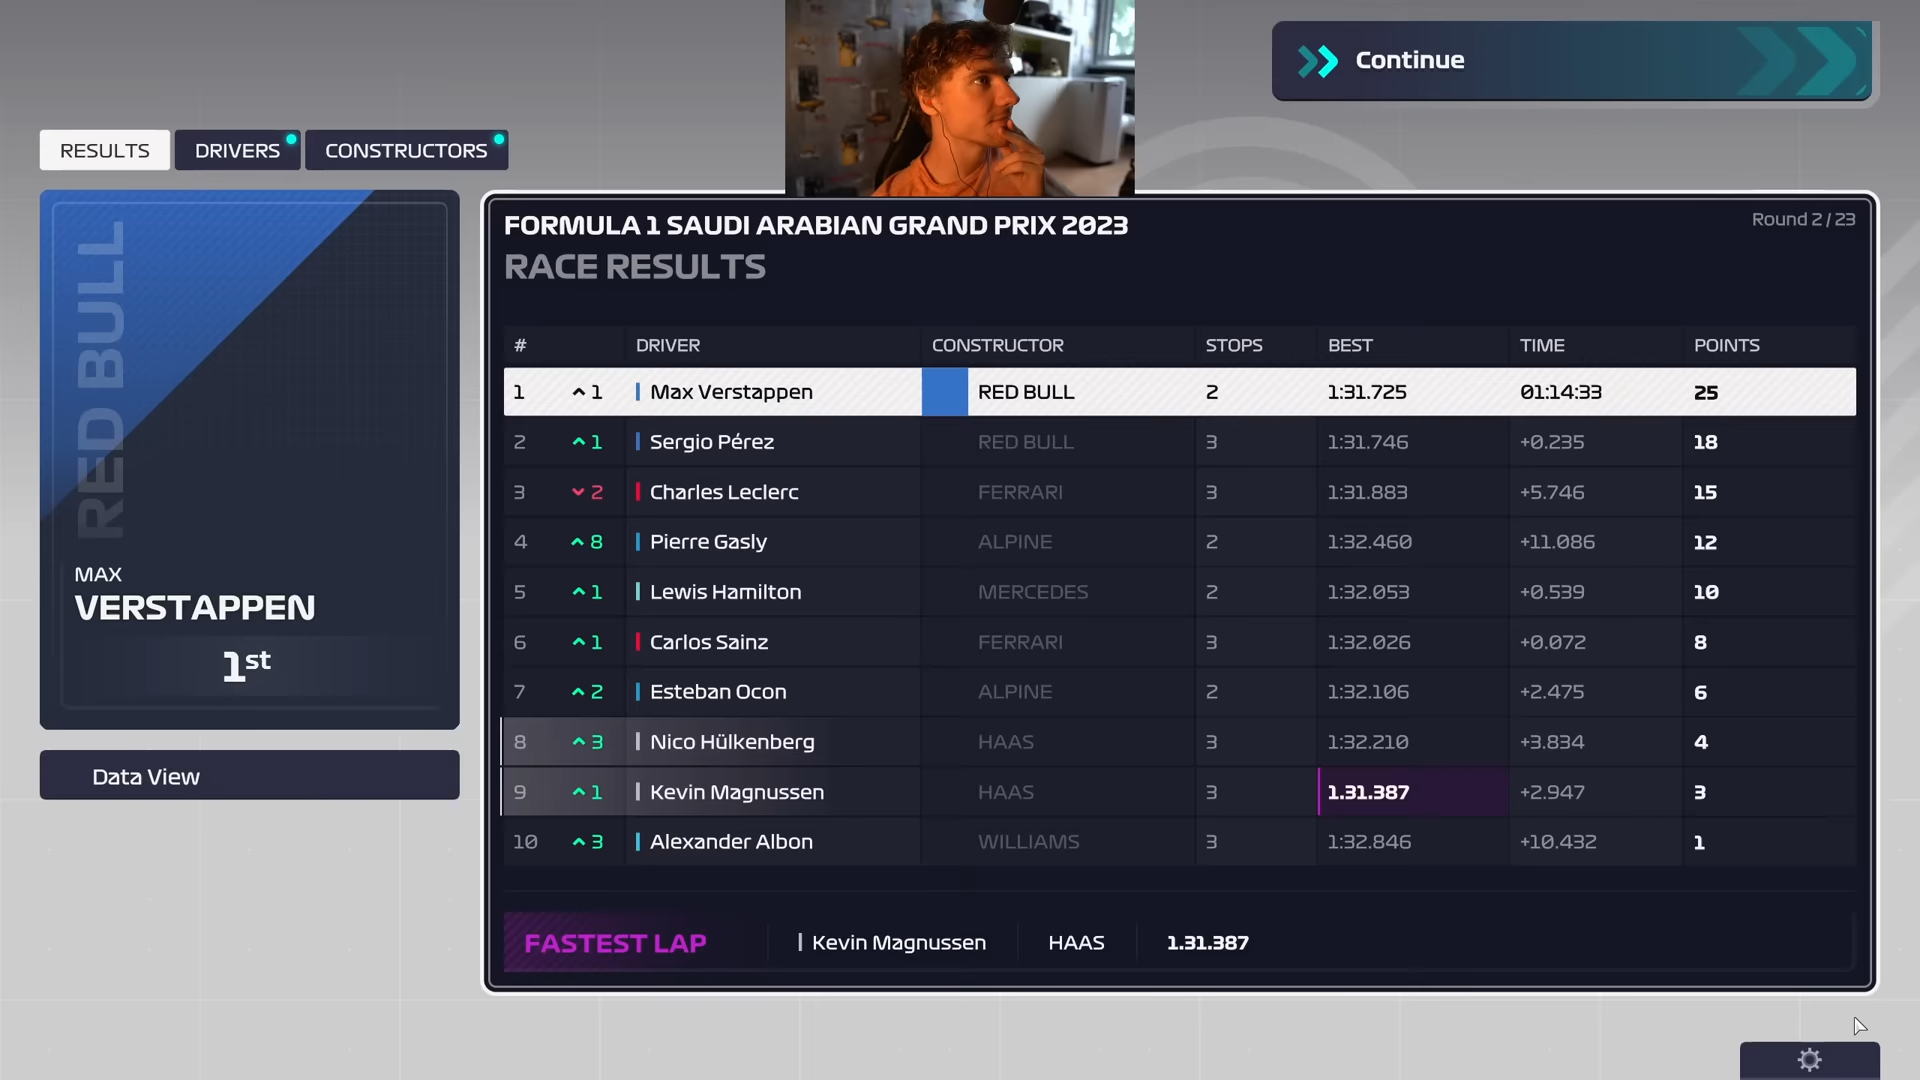 Continue
RESULTS DRIVERS CONSTRUCTORS
RED BULL
MAX
VERSTAPPEN
1st
Data View
FORMULA 1 SAUDI ARABIAN GRAND PRIX 2023
Round 2 / 23
RACE RESULTS
# DRIVER CONSTRUCTOR STOPS BEST TIME POINTS
1 1 Max Verstappen RED BULL 2 1:31.725 01:14:33 25
2 1 Sergio Pérez RED BULL 3 1:31.746 +0.235 18
3 2 Charles Leclerc FERRARI 3 1:31.883 +5.746 15
4 8 Pierre Gasly ALPINE 2 1:32.460 +11.086 12
5 1 Lewis Hamilton MERCEDES 2 1:32.053 +0.539 10
6 1 Carlos Sainz FERRARI 3 1:32.026 +0.072 8
7 2 Esteban Ocon ALPINE 2 1:32.106 +2.475 6
8 3 Nico Hülkenberg HAAS 3 1:32.210 +3.834 4
9 1 Kevin Magnussen HAAS 3 1.31.387 +2.947 3
10 3 Alexander Albon WILLIAMS 3 1:32.846 +10.432 1
FASTEST LAP Kevin Magnussen HAAS 1.31.387